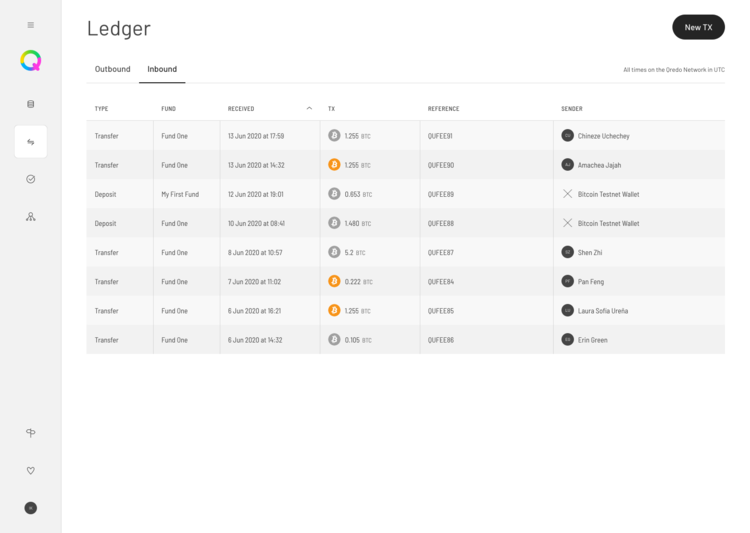 Ledger
New TX
Outbound Inbound
All times on the Qredo Network in UTC
TYPE FUND RECEIVED TX REFERENCE SENDER
Transfer Fund One 13 Jun 2020 at 17:59 1.255 BTC QUFEE91 Chineze Uchechey
Transfer Fund One 13 Jun 2020 at 14:32 1.255 BTC QUFEE90 AJ Amachea Jajah
Deposit My First Fund 12 Jun 2020 at 19:01 0.653 BTC QUFEE89 Bitcoin Testnet Wallet
Deposit Fund One 10 Jun 2020 at 08:41 1.480 BTC QUFEE88 Bitcoin Testnet Wallet
Transfer Fund One 8 Jun 2020 at 10:57 5.2 BTC QUFEE87 Shen Zhi
Transfer Fund One 7 Jun 2020 at 11:02 0.222 BTC QUFEE84 PF Pan Feng
Transfer Fund One 6 Jun 2020 at 16:21 1.255 BTC QUFEE85 Laura Sofía Ureña
Transfer Fund One 6 Jun 2020 at 14:32 0.105 BTC QUFEE86 Erin Green